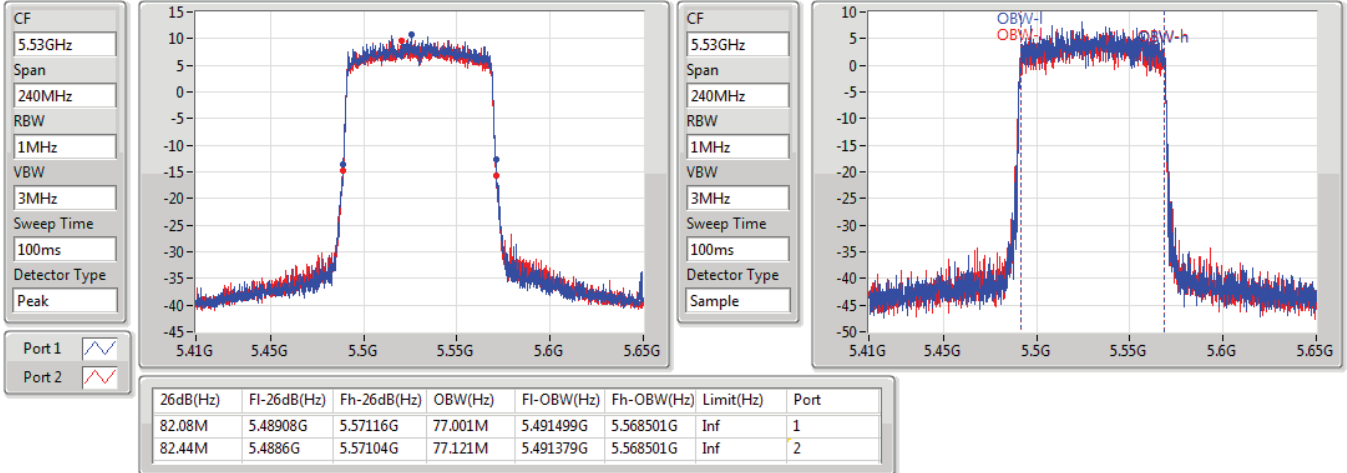 CF
5.53GHz
Span
240MHz
RBW
1MHz
VBW
3MHz
Sweep Time
100ms
Detector Type
Peak
Port 1
Port 2
15
10
5
0
-5
-10
-15
-20
-25
-30
-35
-40
-45
5.41G 5.45G 5.5G 5.55G 5.6G 5.65G
CF
5.53GHz
Span
240MHz
RBW
1MHz
VBW
3MHz
Sweep Time
100ms
Detector Type
Sample
10
5
0
-5
-10
-15
-20
-25
-30
-35
-40
-45
-50
OBW-l
OBW-l
OBW-h
5.41G 5.45G 5.5G 5.55G 5.6G 5.65G
26dB(Hz) Fl-26dB(Hz) Fh-26dB(Hz) OBW(Hz) Fl-OBW(Hz) Fh-OBW(Hz) Limit(Hz) Port
82.08M 5.48908G 5.57116G 77.001M 5.491499G 5.568501G Inf 1
82.44M 5.4886G 5.57104G 77.121M 5.491379G 5.568501G Inf 2